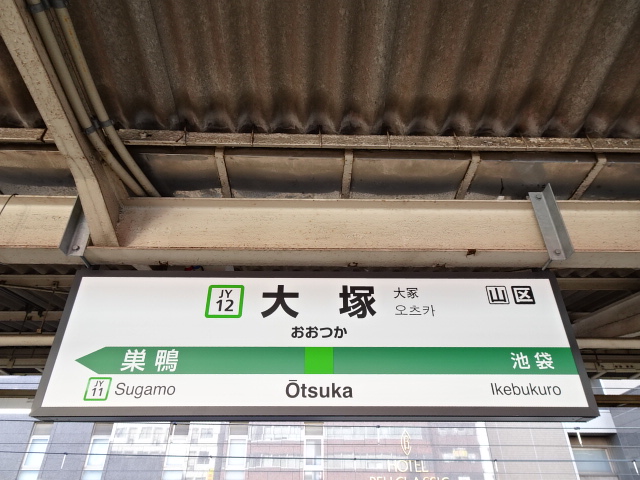 JY
12
大塚
大冢
오츠카
山区
おおつか
巣鴨
池袋
JY
11
Sugamo
Ōtsuka
Ikebukuro
HOTEL
BELLCLASSIC